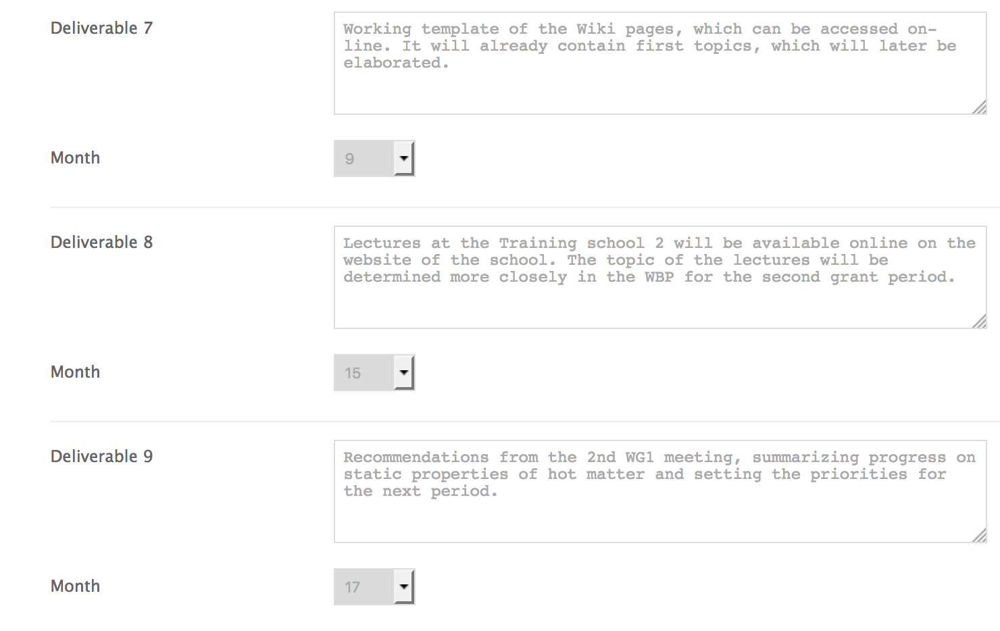 Deliverable 7
Working template of the Wiki pages, which can be accessed on-
line. It will already contain first topics, which will later be
elaborated.
Month
9
Deliverable 8
Lectures at the Training school 2 will be available online on the
website of the school. The topic of the lectures will be
determined more closely in the WBP for the second grant period.
Month
15
Deliverable 9
Recommendations from the 2nd WG1 meeting, summarizing progress on
static properties of hot matter and setting the priorities for
the next period.
Month
17